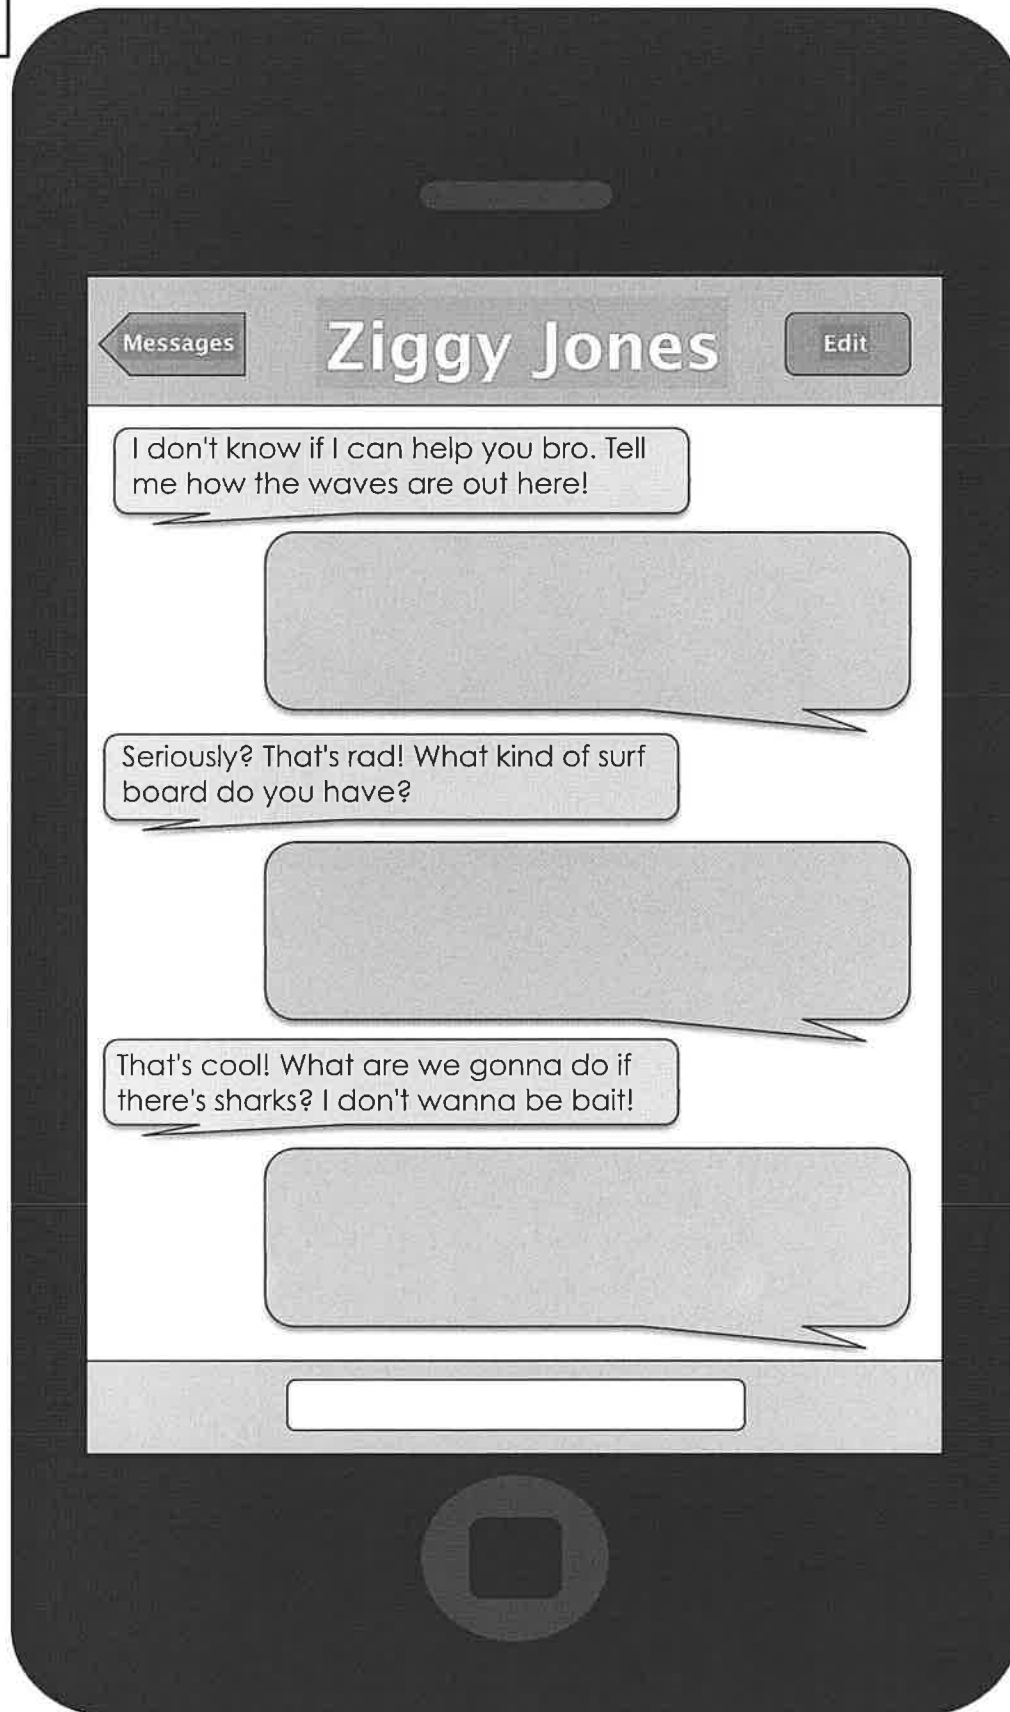 Messages
Ziggy Jones
Edit
I don't know if I can help you bro. Tell
me how the waves are out here!
Seriously? That's rad! What kind of surf
board do you have?
That's cool! What are we gonna do if
there's sharks? I don't wanna be bait!